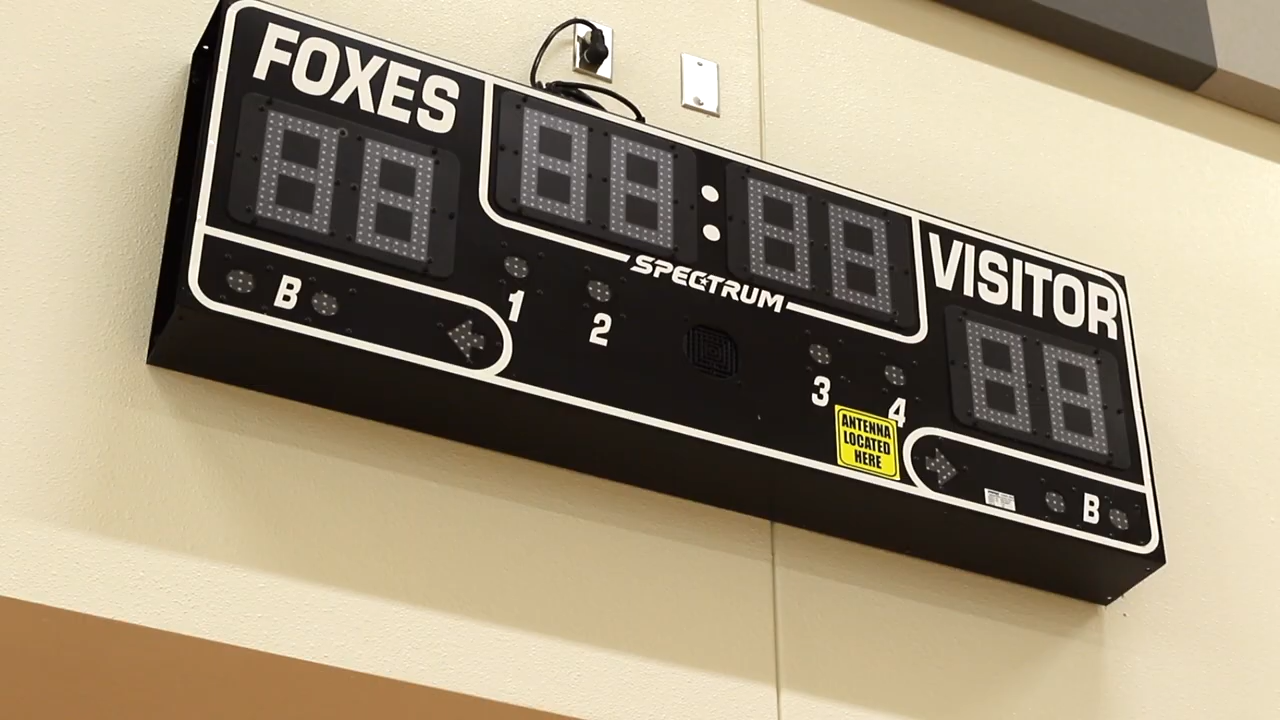 FOXES
VISITOR
SPECTRUM
B
1
2
3
4
ANTENNA
LOCATED
HERE
B